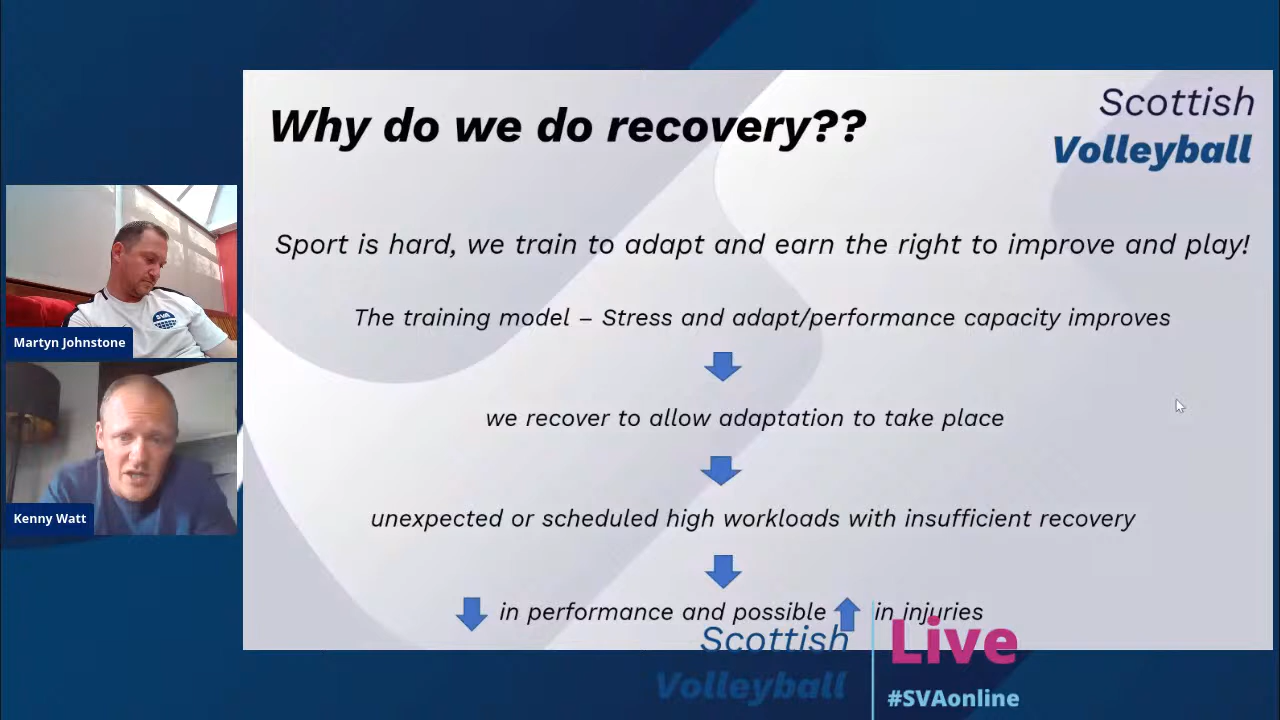 Why do we do recovery??
Scottish
Volleyball
Sport is hard, we train to adapt and earn the right to improve and play!
The training model – Stress and adapt/performance capacity improves
we recover to allow adaptation to take place
unexpected or scheduled high workloads with insufficient recovery
in performance and possible in injuries
SVA
Martyn Johnstone
Kenny Watt
Scottish
Volleyball
Live
#SVAonline